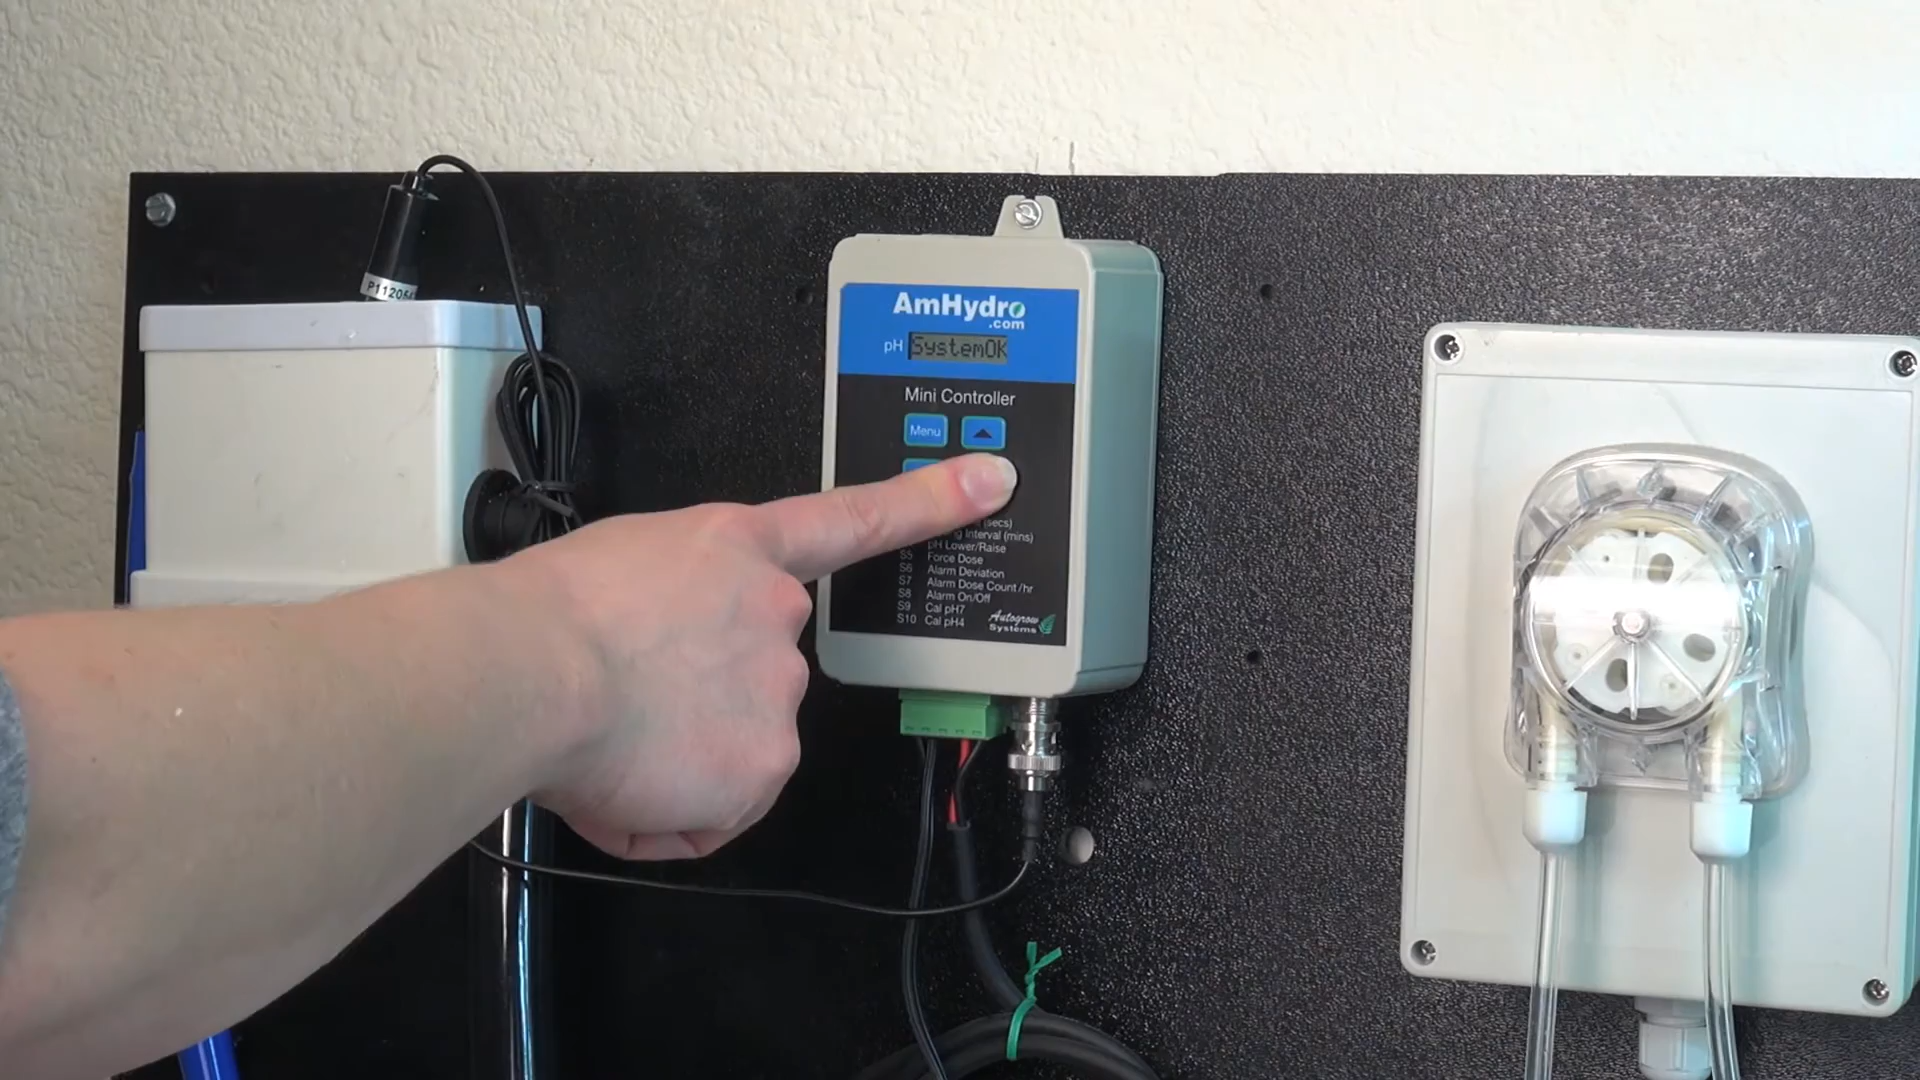 P112054
AmHydro
.com
pH SystemOK
Mini Controller
Menu
(secs)
Interval (mins)
pH Lower/Raise
S5 Force Dose
S6 Alarm Deviation
S7 Alarm Dose Count/hr
S8 Alarm On/Off
S9 Cal pH7
S10 Cal pH4
Autogrow
Systems